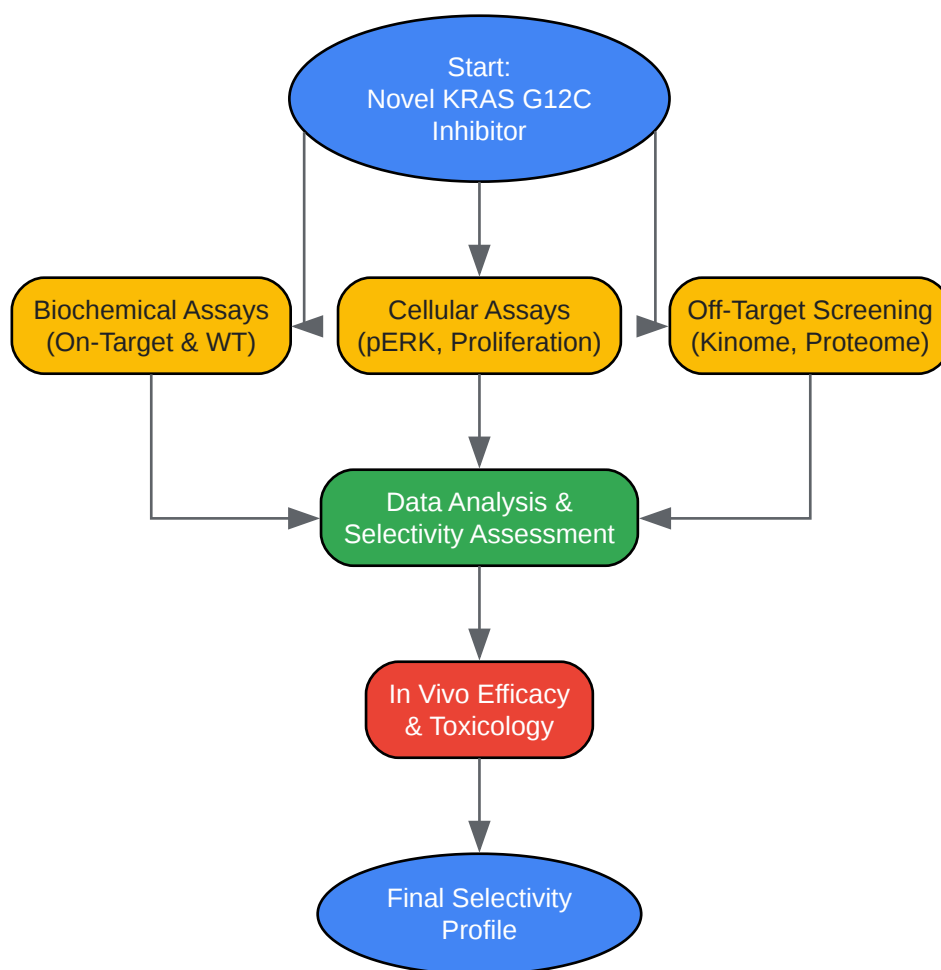 Start:
Novel KRAS G12C
Inhibitor
Biochemical Assays
(On-Target & WT)
Cellular Assays
(pERK, Proliferation)
Off-Target Screening
(Kinome, Proteome)
Data Analysis &
Selectivity Assessment
In Vivo Efficacy
& Toxicology
Final Selectivity
Profile